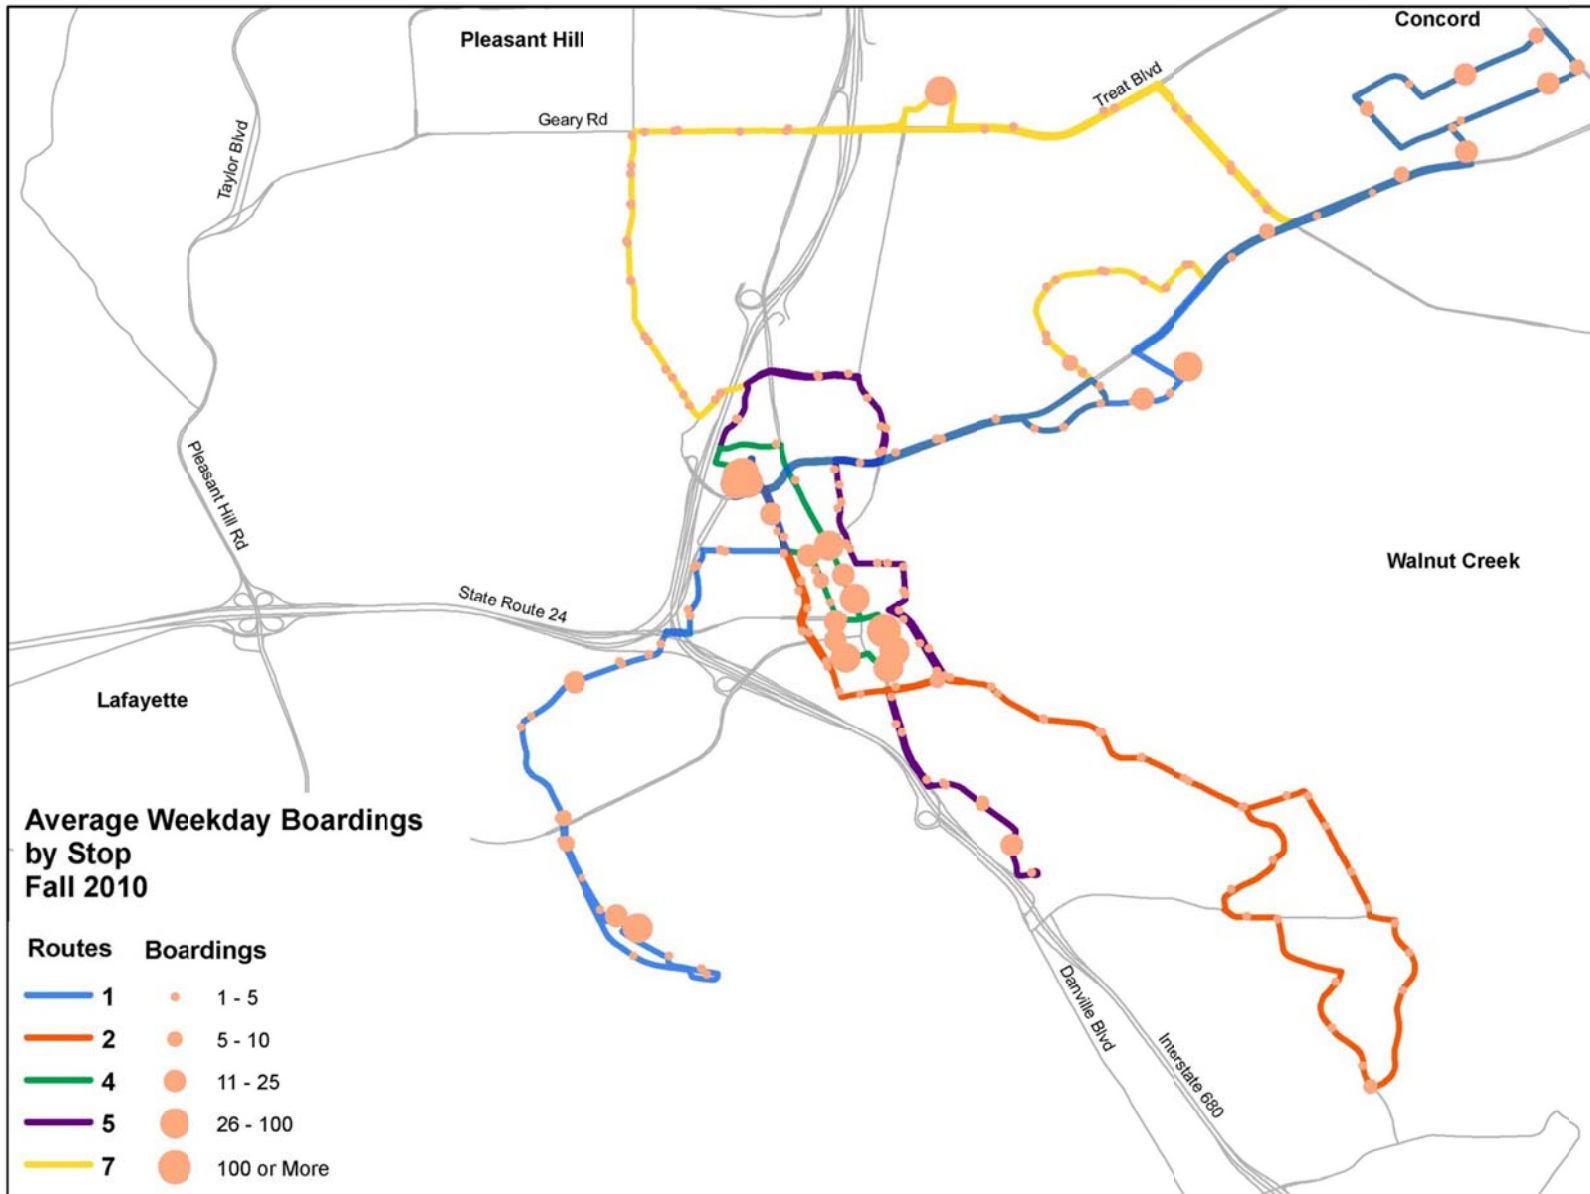 Concord
Pleasant Hill
Treat Blvd
Geary Rd
Taylor Blvd
Pleasant Hill Rd
Walnut Creek
State Route 24
Lafayette
Average Weekday Boardings
by Stop
Fall 2010
Routes Boardings
1 1 - 5
2 5 - 10
4 11 - 25
5 26 - 100
7 100 or More
Danville Blvd
Interstate 680